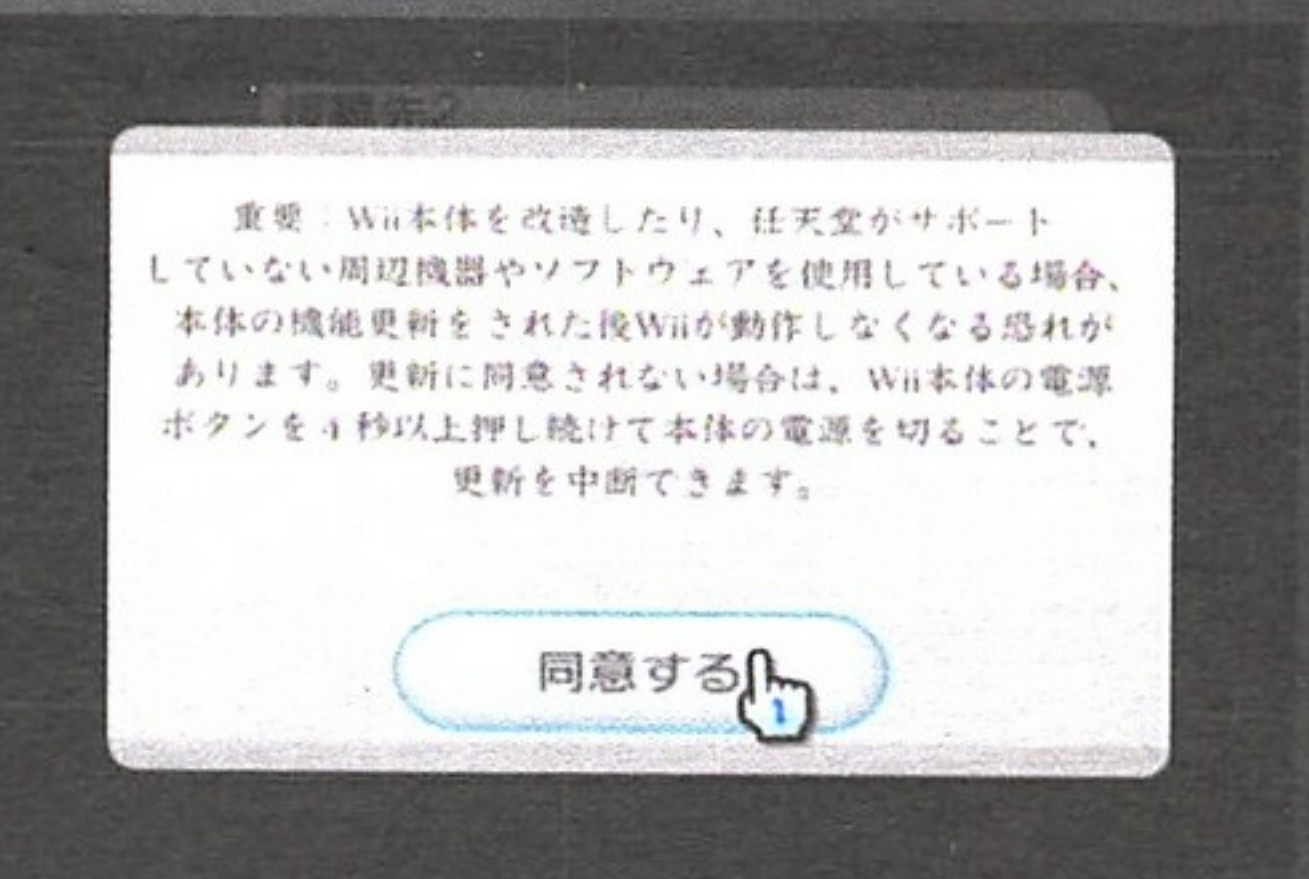 接続先2
重要：Wii本体を改造したり、任天堂がサポート
していない周辺機器やソフトウェアを使用している場合、
本体の機能更新をされた後Wiiが動作しなくなる恐れが
あります。更新に同意されない場合は、Wii本体の電源
ボタンを4秒以上押し続けて本体の電源を切ることで、
更新を中断できます。
同意する
1